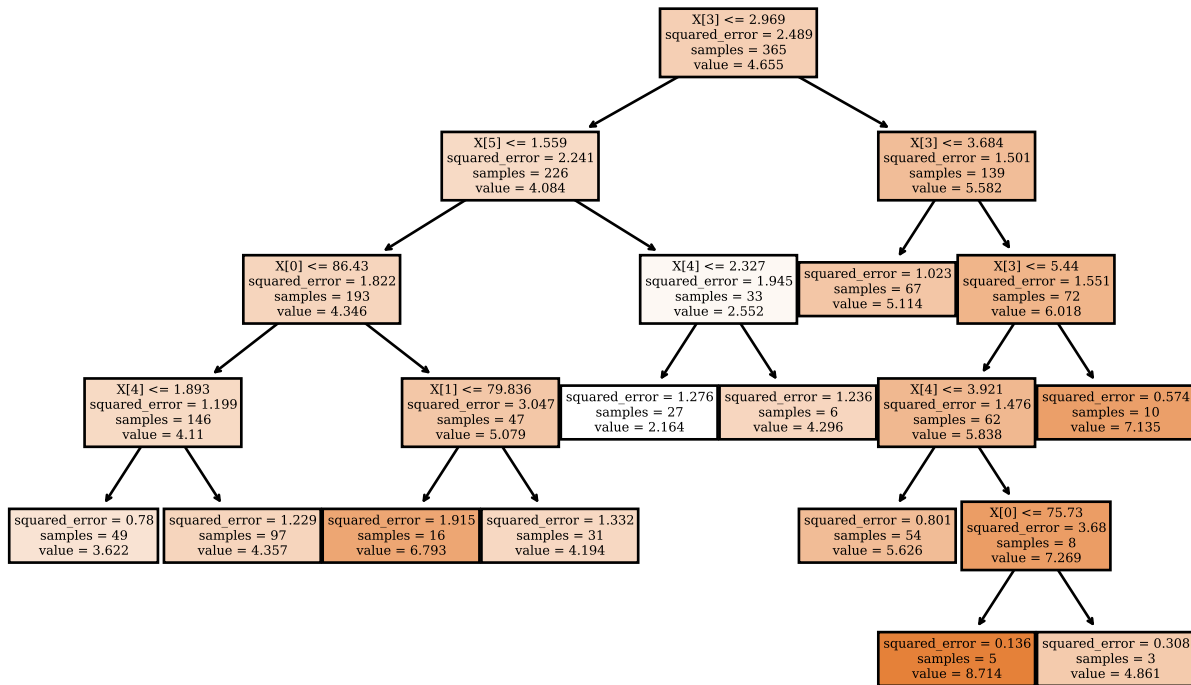 X[3] <= 2.969
squared_error = 2.489
samples = 365
value = 4.655
X[5] <= 1.559
squared_error = 2.241
samples = 226
value = 4.084
X[3] <= 3.684
squared_error = 1.501
samples = 139
value = 5.582
X[0] <= 86.43
squared_error = 1.822
samples = 193
value = 4.346
X[4] <= 2.327
squared_error = 1.945
samples = 33
value = 2.552
squared_error = 1.023
samples = 67
value = 5.114
X[3] <= 5.44
squared_error = 1.551
samples = 72
value = 6.018
X[4] <= 1.893
squared_error = 1.199
samples = 146
value = 4.11
X[1] <= 79.836
squared_error = 3.047
samples = 47
value = 5.079
squared_error = 1.276
samples = 27
value = 2.164
squared_error = 1.236
samples = 6
value = 4.296
X[4] <= 3.921
squared_error = 1.476
samples = 62
value = 5.838
squared_error = 0.574
samples = 10
value = 7.135
squared_error = 0.78
samples = 49
value = 3.622
squared_error = 1.229
samples = 97
value = 4.357
squared_error = 1.915
samples = 16
value = 6.793
squared_error = 1.332
samples = 31
value = 4.194
squared_error = 0.801
samples = 54
value = 5.626
X[0] <= 75.73
squared_error = 3.68
samples = 8
value = 7.269
squared_error = 0.136
samples = 5
value = 8.714
squared_error = 0.308
samples = 3
value = 4.861